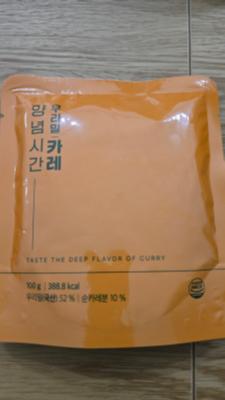 우리밀 카레
양념시간
TASTE THE DEEP FLAVOR OF CURRY
100 g | 388.8 kcal
우리밀(국산) 52 % | 순카레분 10 %